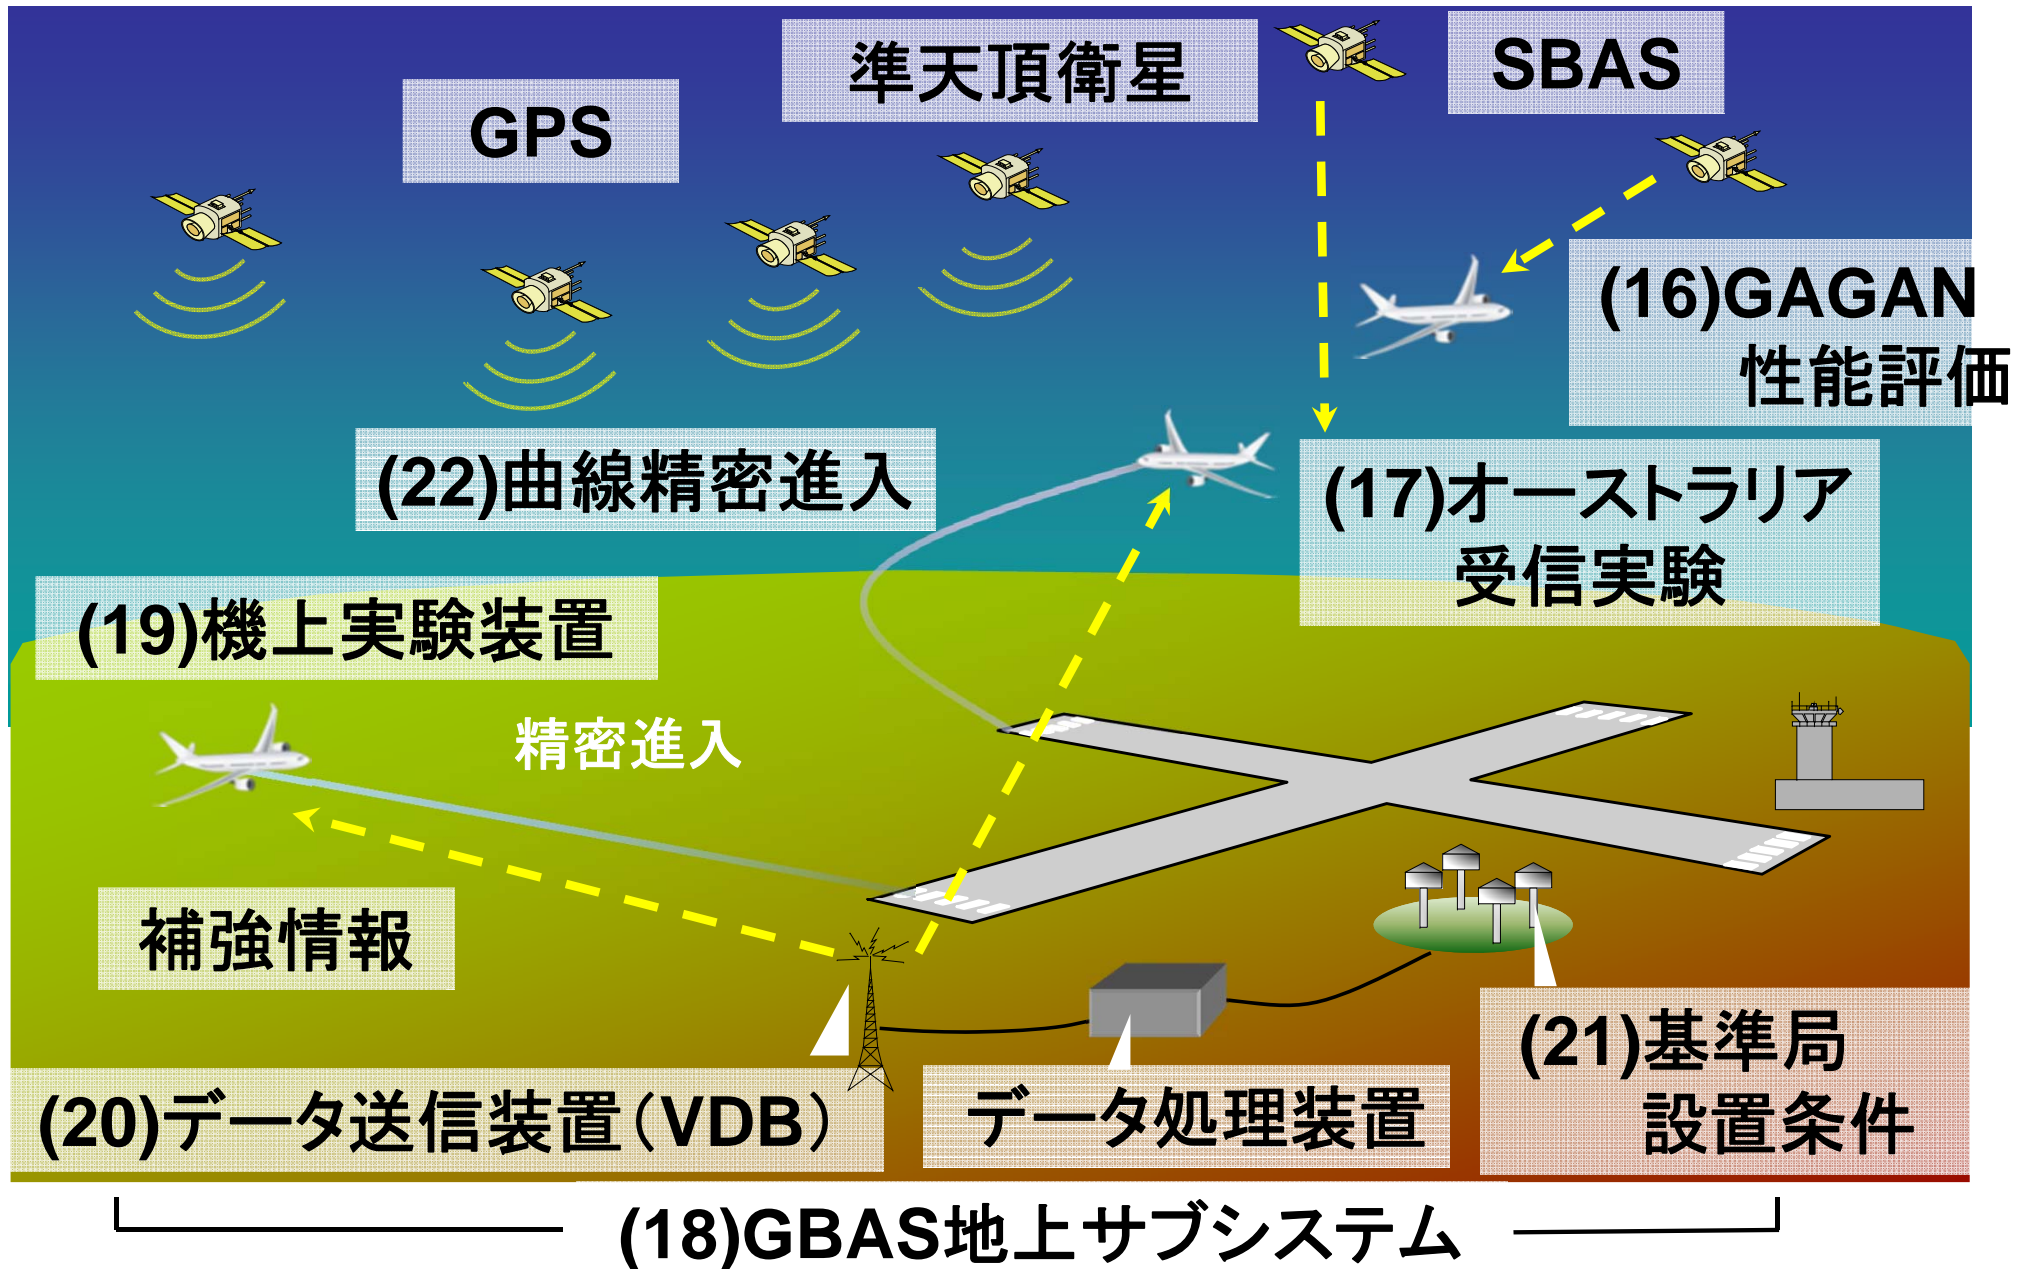 準天頂衛星
SBAS
GPS
(16)GAGAN
性能評価
(22)曲線精密進入
(17)オーストラリア
受信実験
(19)機上実験装置
精密進入
補強情報
(21)基準局
設置条件
(20)データ送信装置（VDB）
データ処理装置
(18)GBAS地上サブシステム